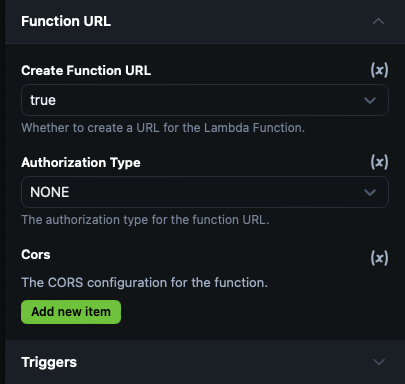 Function URL
Create Function URL (x)
true
Whether to create a URL for the Lambda Function.
Authorization Type (x)
NONE
The authorization type for the function URL.
Cors (x)
The CORS configuration for the function.
Add new item
Triggers